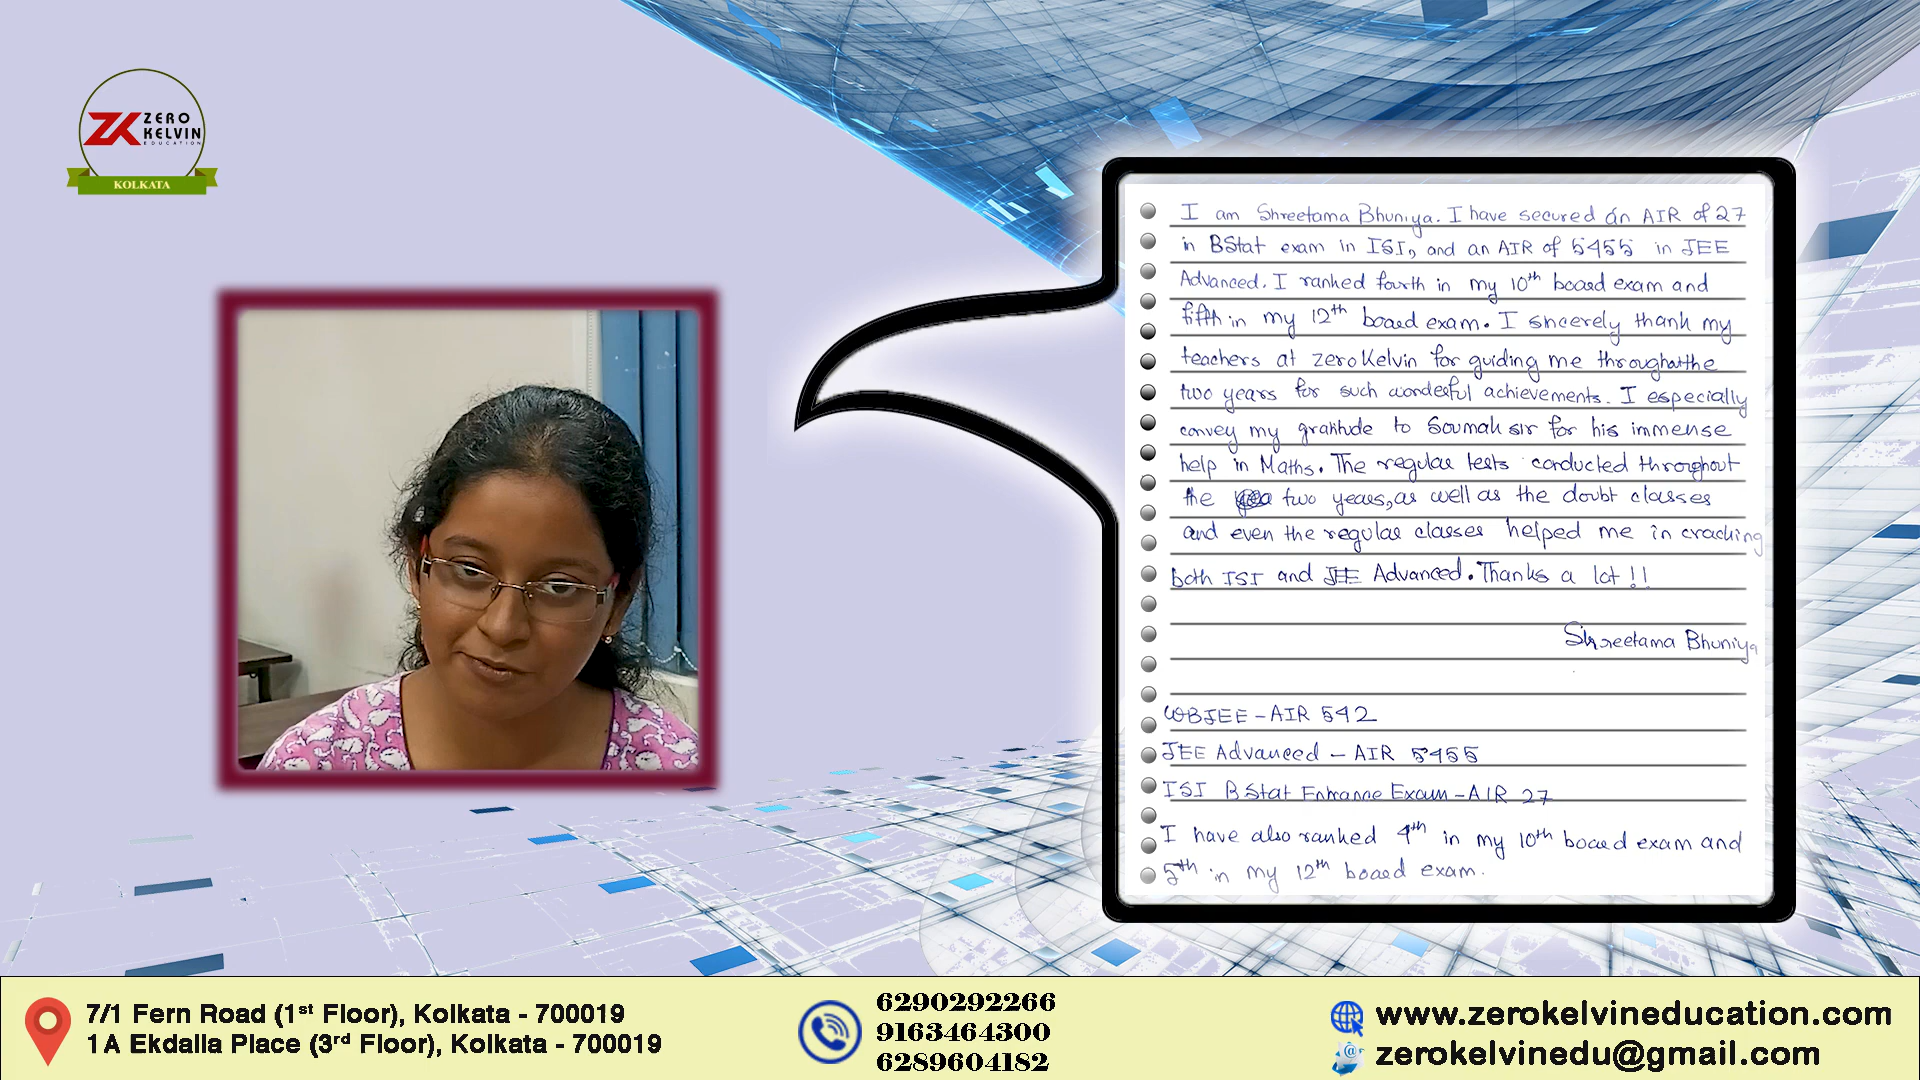 ZK ZERO
KELVIN
EDUCATION
KOLKATA
I am Shreetama Bhuniya. I have secured an AIR of 27
in BStat exam in ISI, and an AIR of 5455 in JEE
Advanced. I ranked fourth in my 10th board exam and
fifth in my 12th board exam. I sincerely thank my
teachers at zero Kelvin for guiding me throughout the
two years for such wonderful achievements. I especially
convey my gratitude to Soumak sir for his immense
help in Maths. The regular tests conducted throughout
the two years, as well as the doubt classes
and even the regular classes helped me in cracking
both ISI and JEE Advanced. Thanks a lot !!
Shreetama Bhuniya
WBJEE - AIR 542
JEE Advanced - AIR 5455
ISI B Stat Entrance Exam - AIR 27
I have also ranked 4th in my 10th board exam and
5th in my 12th board exam.
7/1 Fern Road (1st Floor), Kolkata - 700019
1A Ekdalla Place (3rd Floor), Kolkata - 700019
6290292266
9163464300
6289604182
www.zerokelvineducation.com
zerokelvinedu@gmail.com